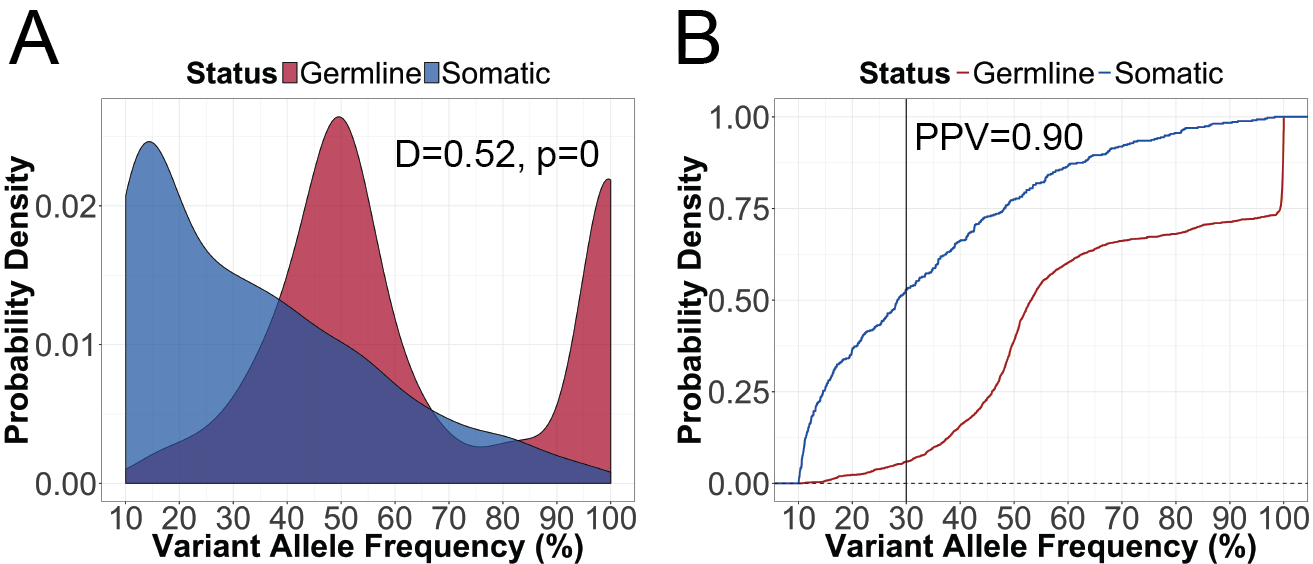 A
Status Germline Somatic
D=0.52, p=0
Probability Density
0.02
0.01
0.00
10 20 30 40 50 60 70 80 90 100
Variant Allele Frequency (%)
B
Status Germline Somatic
PPV=0.90
Probability Density
1.00
0.75
0.50
0.25
0.00
10 20 30 40 50 60 70 80 90 100
Variant Allele Frequency (%)